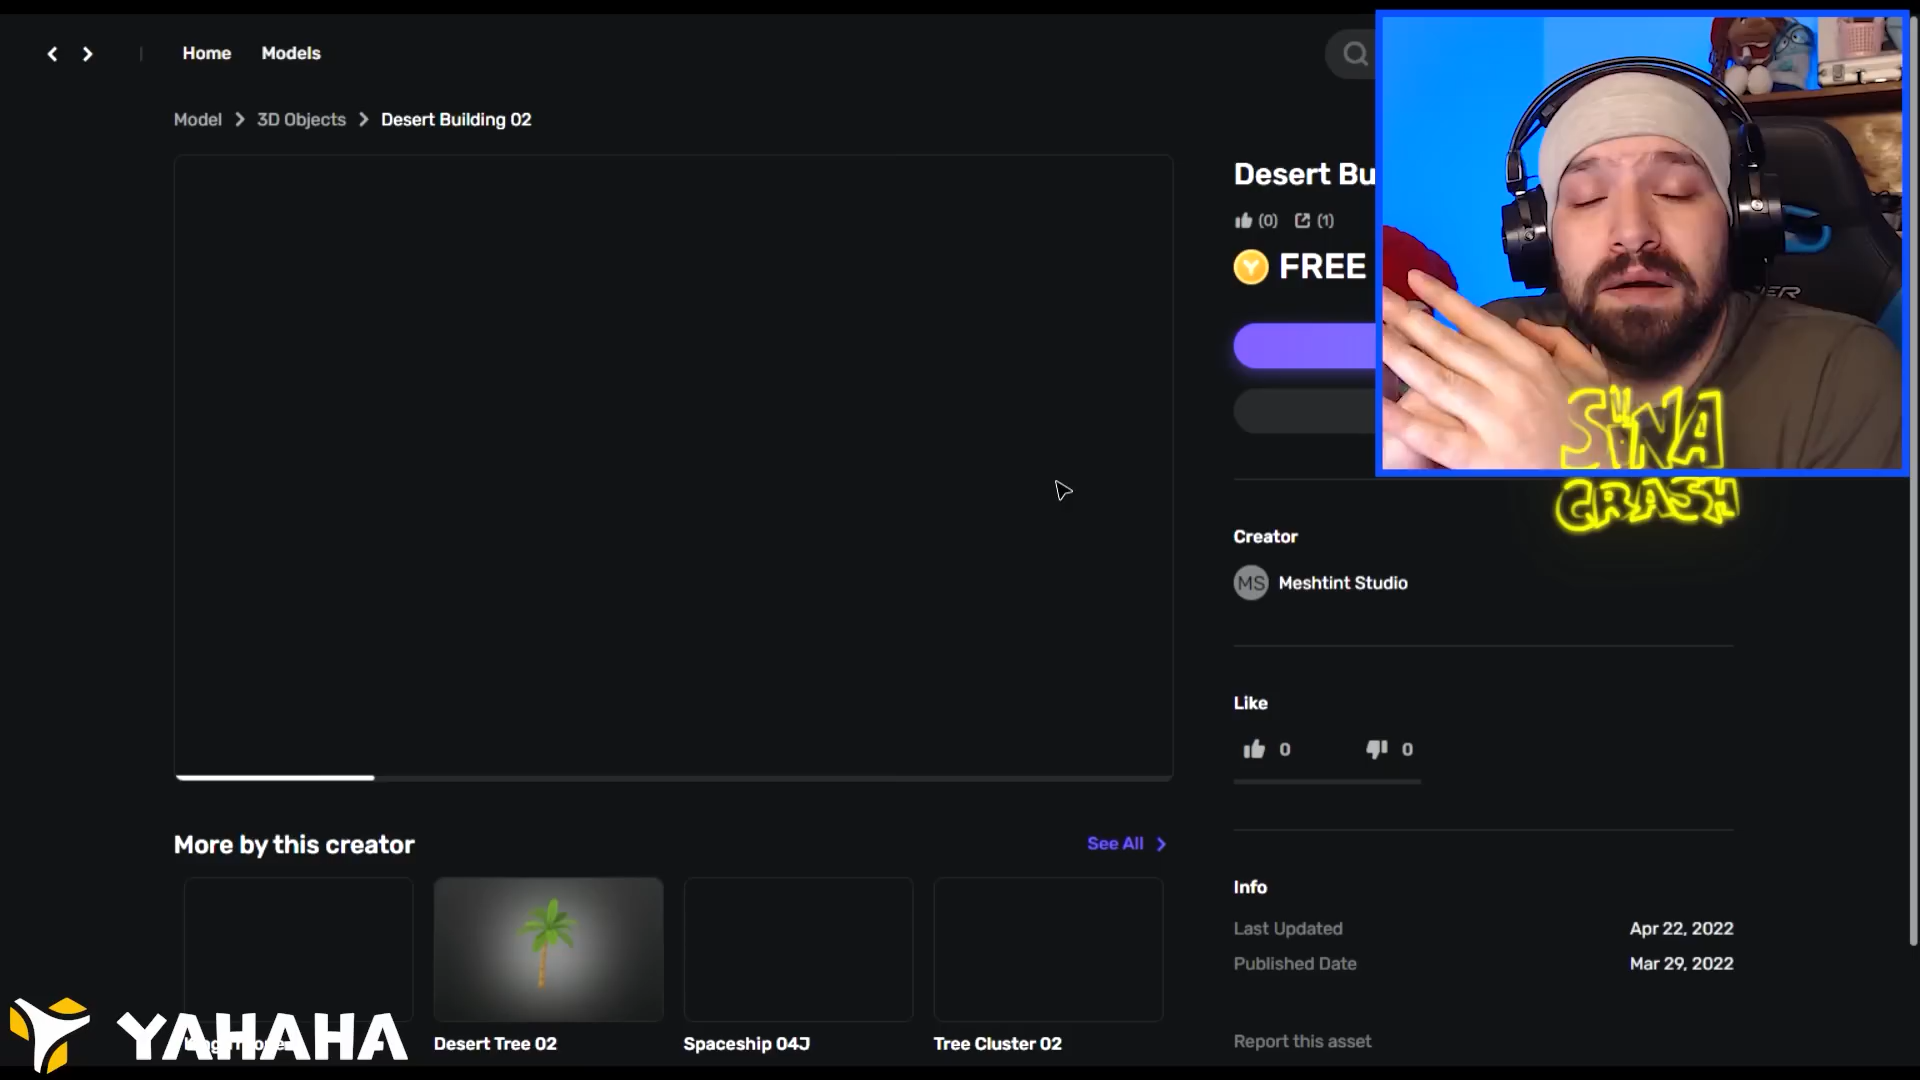 Home Models
Model > 3D Objects > Desert Building 02
Desert Bu
(0) (1)
FREE
SINA
CRASH
Creator
MS Meshtint Studio
Like
0 0
More by this creator
See All >
Info
Last Updated Apr 22, 2022
Published Date Mar 29, 2022
Report this asset
YAHAHA
Desert Tree 02
Spaceship 04J
Tree Cluster 02